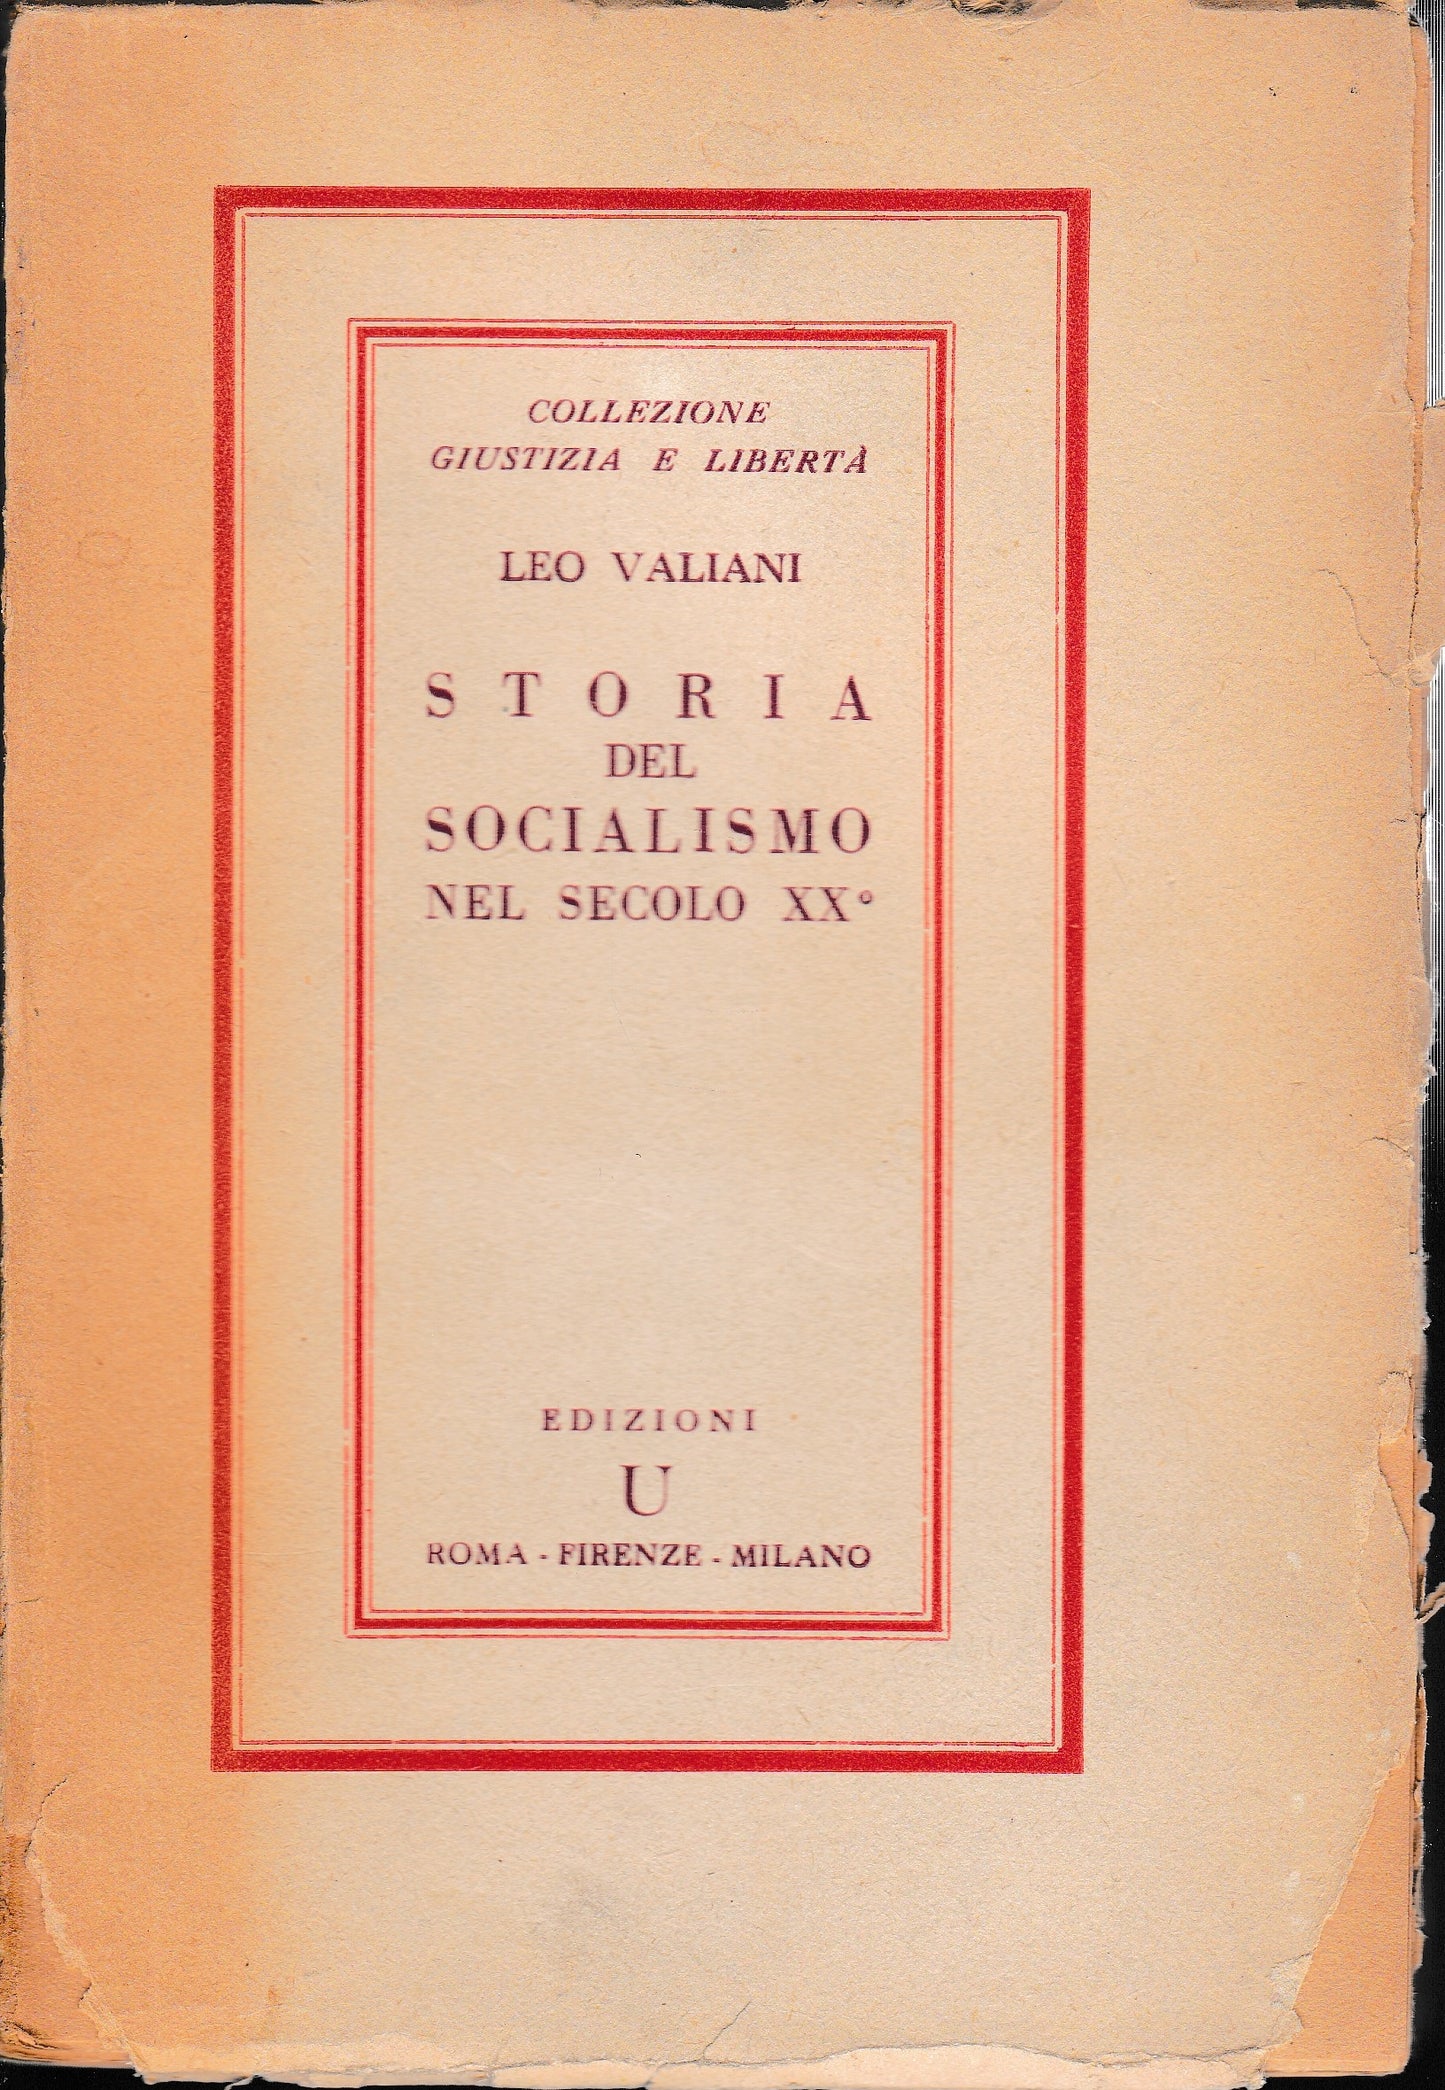 COLLEZIONE
GIUSTIZIA E LIBERTÀ
LEO VALIANI
STORIA
DEL
SOCIALISMO
NEL SECOLO XX°
EDIZIONI
U
ROMA - FIRENZE - MILANO